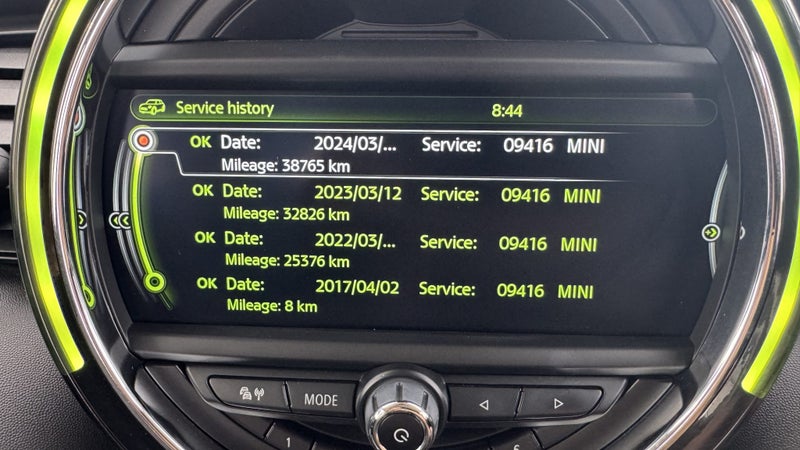 Service history 8:44
OK Date: 2024/03/... Service: 09416 MINI
Mileage: 38765 km
OK Date: 2023/03/12 Service: 09416 MINI
Mileage: 32826 km
OK Date: 2022/03/... Service: 09416 MINI
Mileage: 25376 km
OK Date: 2017/04/02 Service: 09416 MINI
Mileage: 8 km
MODE
1